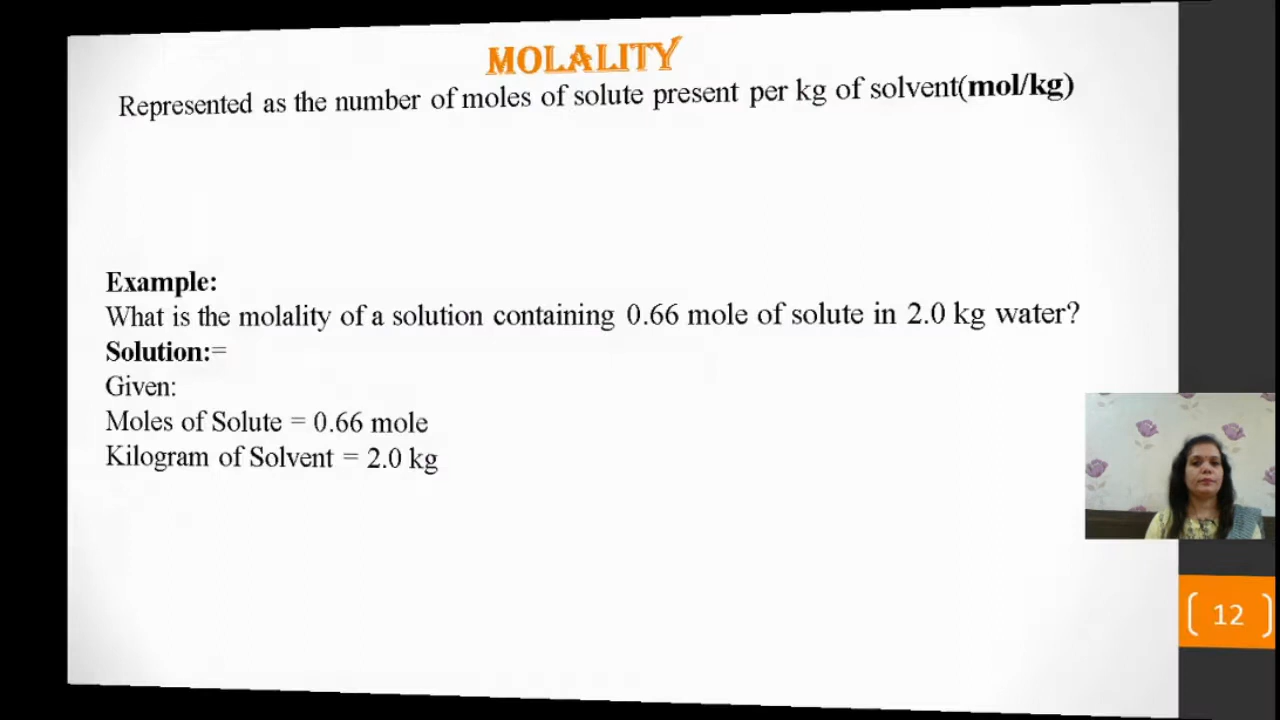 MOLALITY
Represented as the number of moles of solute present per kg of solvent(mol/kg)
Example:
What is the molality of a solution containing 0.66 mole of solute in 2.0 kg water?
Solution:=
Given:
Moles of Solute = 0.66 mole
Kilogram of Solvent = 2.0 kg
12